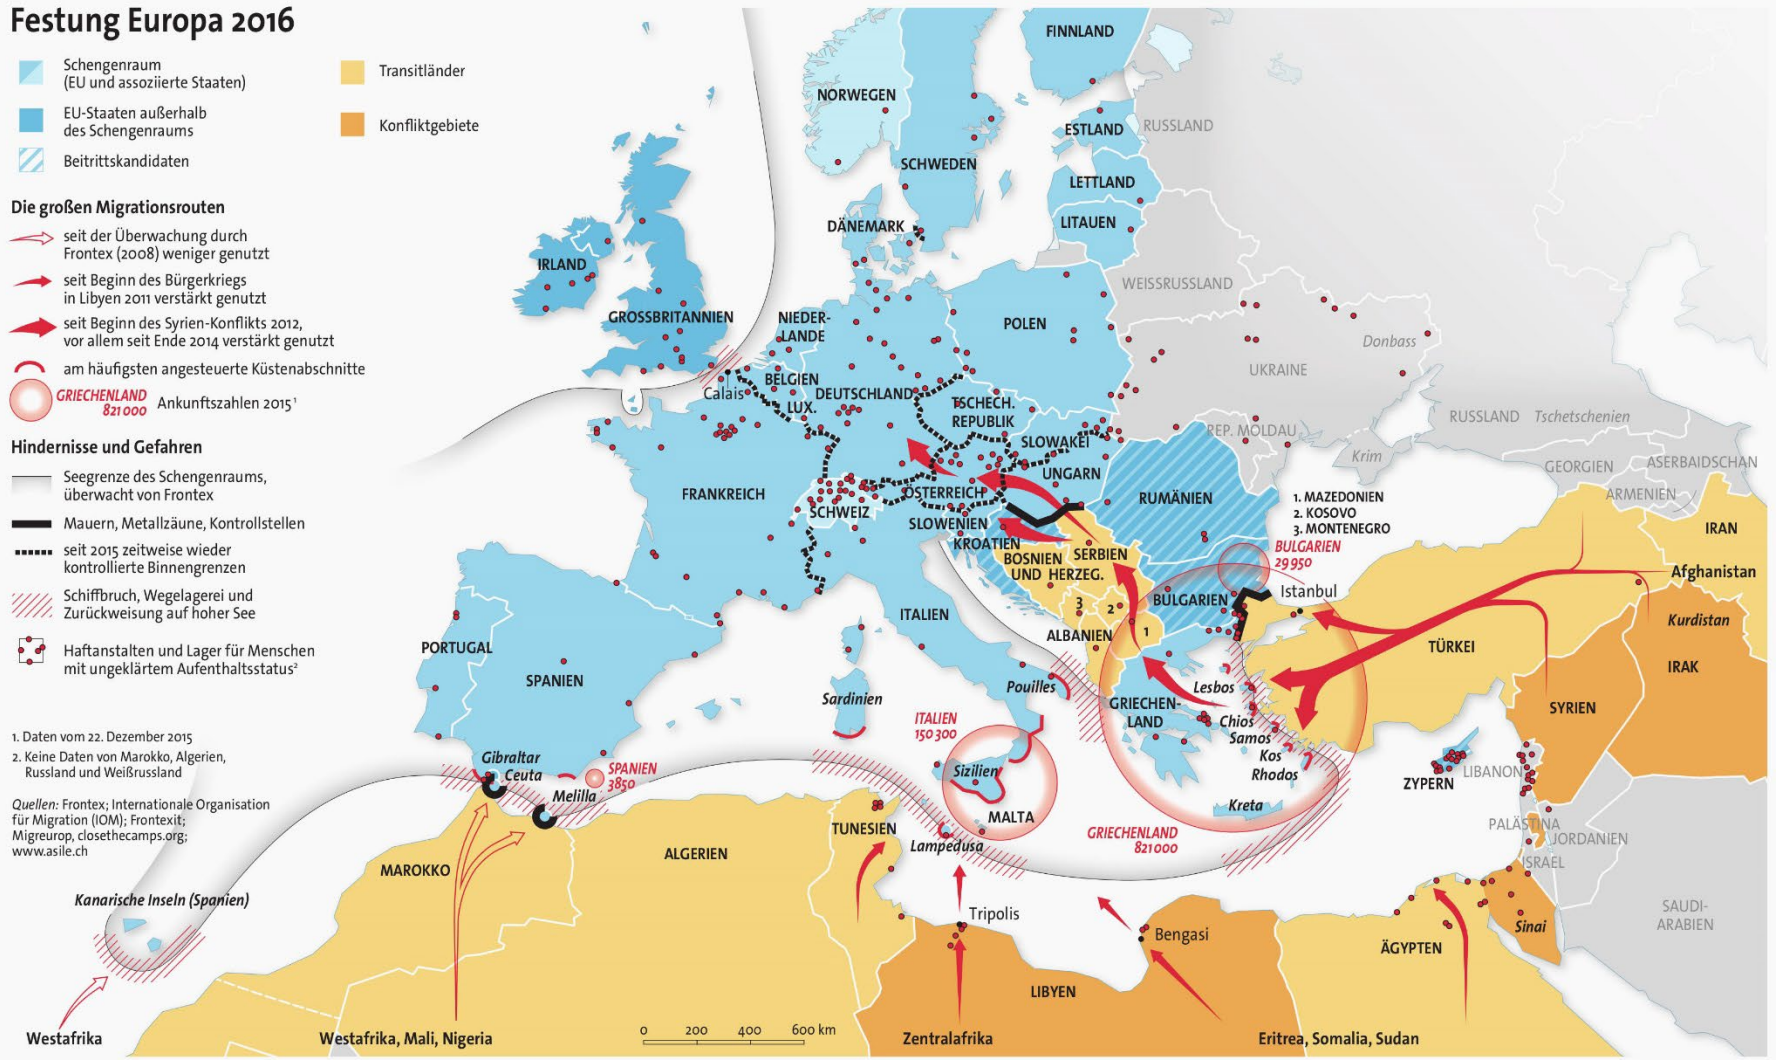 Festung Europa 2016
Schengenraum
(EU und assoziierte Staaten)
EU-Staaten außerhalb
des Schengenraums
Beitrittskandidaten
Transitländer
Konfliktgebiete
Die großen Migrationsrouten
seit der Überwachung durch
Frontex (2008) weniger genutzt
seit Beginn des Bürgerkriegs
in Libyen 2011 verstärkt genutzt
seit Beginn des Syrien-Konflikts 2012,
vor allem seit Ende 2014 verstärkt genutzt
am häufigsten angesteuerte Küstenabschnitte
GRIECHENLAND
821 000
Ankunftszahlen 2015¹
Hindernisse und Gefahren
Seegrenze des Schengenraums,
überwacht von Frontex
Mauern, Metallzäune, Kontrollstellen
seit 2015 zeitweise wieder
kontrollierte Binnengrenzen
Schiffbruch, Wegelagerei und
Zurückweisung auf hoher See
Haftanstalten und Lager für Menschen
mit ungeklärtem Aufenthaltsstatus²
1. Daten vom 22. Dezember 2015
2. Keine Daten von Marokko, Algerien,
Russland und Weißrussland
Quellen: Frontex; Internationale Organisation
für Migration (IOM); Frontexit;
Migreurop, closethecamps.org;
www.asile.ch
FINNLAND
NORWEGEN
ESTLAND
RUSSLAND
SCHWEDEN
LETTLAND
LITAUEN
DÄNEMARK
IRLAND
WEISSRUSSLAND
GROSSBRITANNIEN
NIEDER-
LANDE
POLEN
Donbass
UKRAINE
BELGIEN
Calais
LUX.
DEUTSCHLAND
TSCHECH.
REPUBLIK
RUSSLAND
Tschetschenien
REP. MOLDAU
SLOWAKEI
Krim
GEORGIEN
ASERBAIDSCHAN
UNGARN
FRANKREICH
ÖSTERREICH
RUMÄNIEN
ARMENIEN
SCHWEIZ
SLOWENIEN
1. MAZEDONIEN
2. KOSOVO
3. MONTENEGRO
IRAN
KROATIEN
BOSNIEN
UND HERZEG.
SERBIEN
BULGARIEN
29 950
Afghanistan
Istanbul
BULGARIEN
3
2
1
ITALIEN
Kurdistan
ALBANIEN
PORTUGAL
TÜRKEI
IRAK
SPANIEN
Sardinien
Pouilles
Lesbos
GRIECHEN-
LAND
SYRIEN
ITALIEN
150 300
Chios
Samos
Kos
Rhodos
Gibraltar
Ceuta
SPANIEN
3850
Melilla
Sizilien
ZYPERN
LIBANON
Kreta
MALTA
TUNESIEN
GRIECHENLAND
821 000
PALÄSTINA
JORDANIEN
Lampedusa
ALGERIEN
ISRAEL
MAROKKO
Kanarische Inseln (Spanien)
Tripolis
SAUDI-
ARABIEN
Sinai
Bengasi
ÄGYPTEN
LIBYEN
0 200 400 600 km
Westafrika
Westafrika, Mali, Nigeria
Zentralafrika
Eritrea, Somalia, Sudan